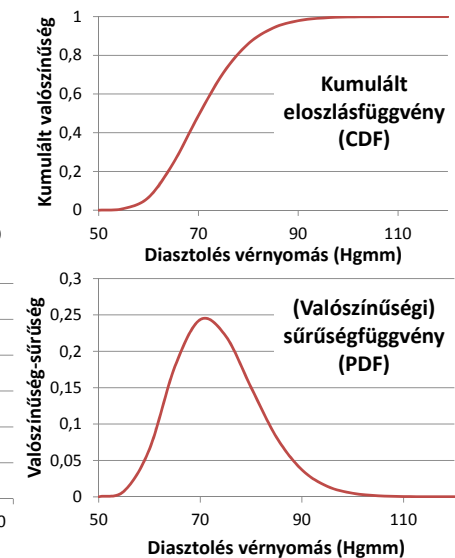 Kumulált valószínűség
1
0,8
0,6
0,4
0,2
0
Kumulált
eloszlásfüggvény
(CDF)
50 70 90 110
Diasztolés vérnyomás (Hgmm)
Valószínűség-sűrűség
0,3
0,25
0,2
0,15
0,1
0,05
0
(Valószínűségi)
sűrűségfüggvény
(PDF)
50 70 90 110
Diasztolés vérnyomás (Hgmm)